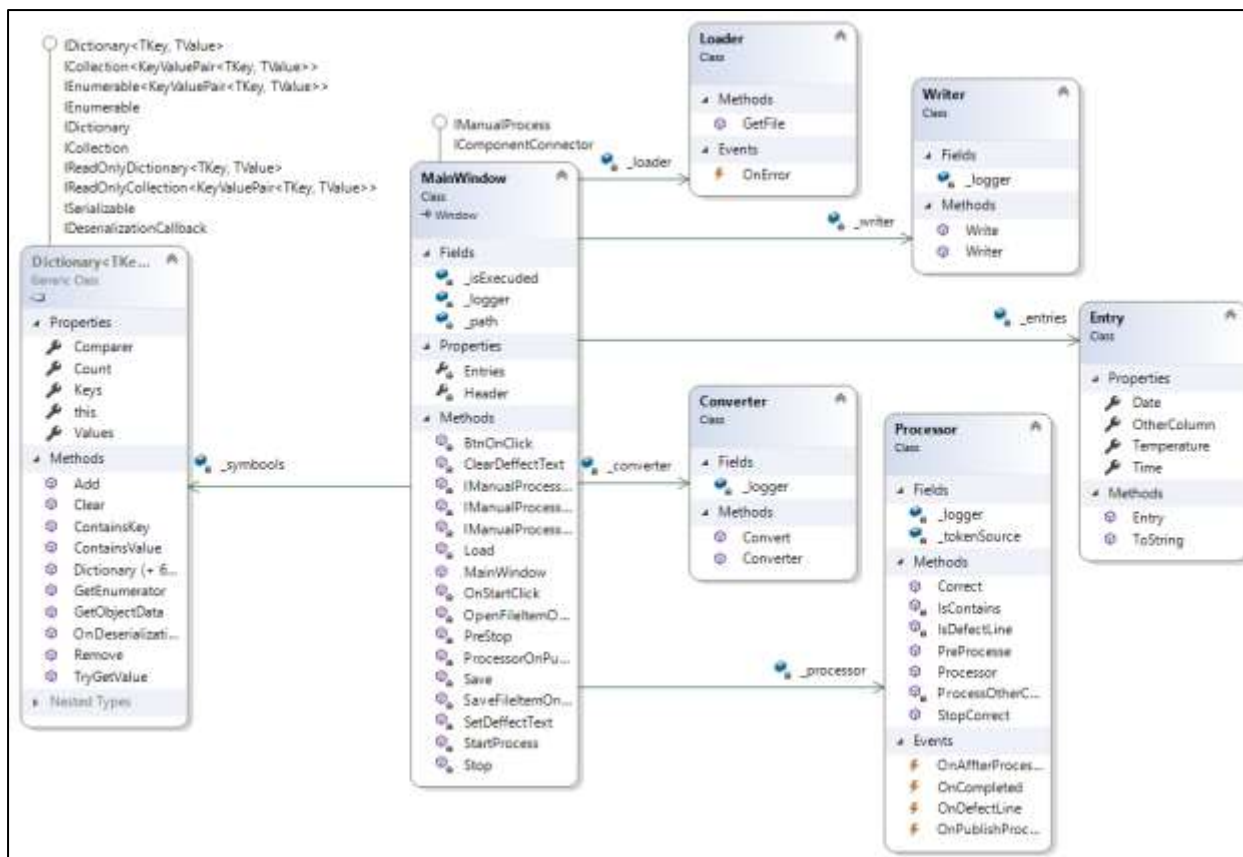 IDictionary<TKey, TValue>
ICollection<KeyValuePair<TKey, TValue>>
IEnumerable<KeyValuePair<TKey, TValue>>
IEnumerable
IDictionary
ICollection
IReadOnlyDictionary<TKey, TValue>
IReadOnlyCollection<KeyValuePair<TKey, TValue>>
ISerializable
IDeserializationCallback
Dictionary<TKe...
Generic Class
Properties
Comparer
Count
Keys
this
Values
Methods
Add
Clear
ContainsKey
ContainsValue
Dictionary (+ 6...
GetEnumerator
GetObjectData
OnDeserializati...
Remove
TryGetValue
Nested Types
_symbools
IManualProcess
IComponentConnector
MainWindow
Class
Window
Fields
_isExecuded
_logger
_path
Properties
Entries
Header
Methods
BtnOnClick
ClearDeffectText
IManualProcess...
IManualProcess...
IManualProcess...
Load
MainWindow
OnStartClick
OpenFileItemO...
PreStop
ProcessorOnPu...
Save
SaveFileItemOn...
SetDeffectText
StartProcess
Stop
_loader
Loader
Class
Methods
GetFile
Events
OnError
_writer
Writer
Class
Fields
_logger
Methods
Write
Writer
_entries
Entry
Class
Properties
Date
OtherColumn
Temperature
Time
Methods
Entry
ToString
_converter
Converter
Class
Fields
_logger
Methods
Convert
Converter
_processor
Processor
Class
Fields
_logger
_tokenSource
Methods
Correct
IsContains
IsDefectLine
PreProcesse
Processor
ProcessOtherC...
StopCorrect
Events
OnAffterProces...
OnCompleted
OnDefectLine
OnPublishProc...